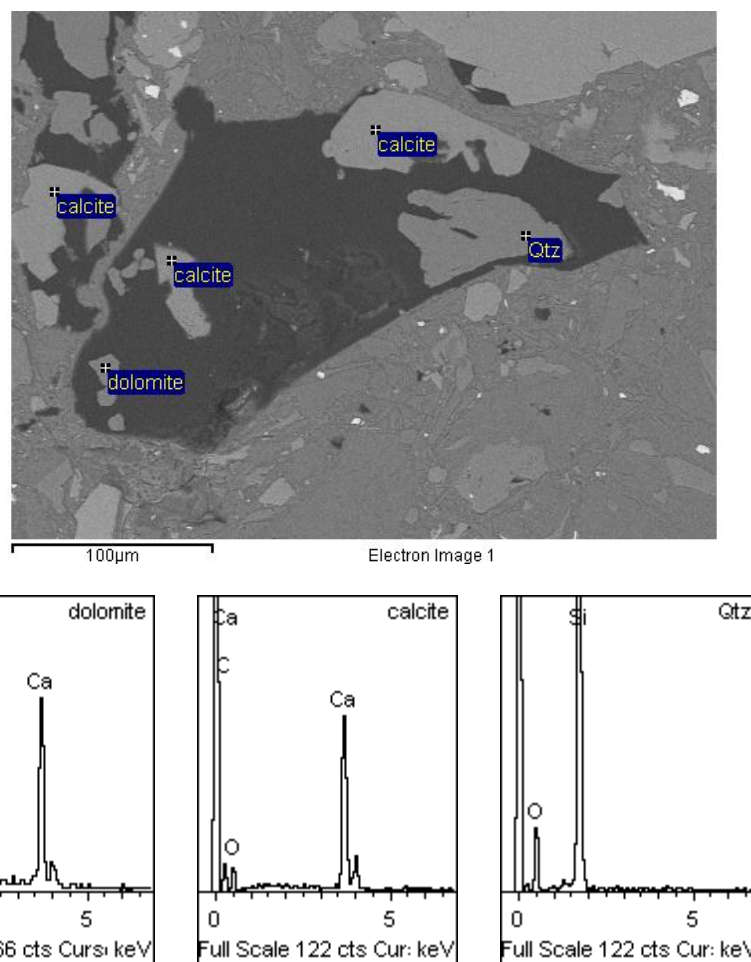 calcite
calcite
Qtz
calcite
dolomite
100µm Electron Image 1
dolomite
Ca
5
66 cts Curs keV
Ca
C
calcite
Ca
O
0 5
Full Scale 122 cts Cur: keV
Si
Qtz
O
0 5
Full Scale 122 cts Cur: keV